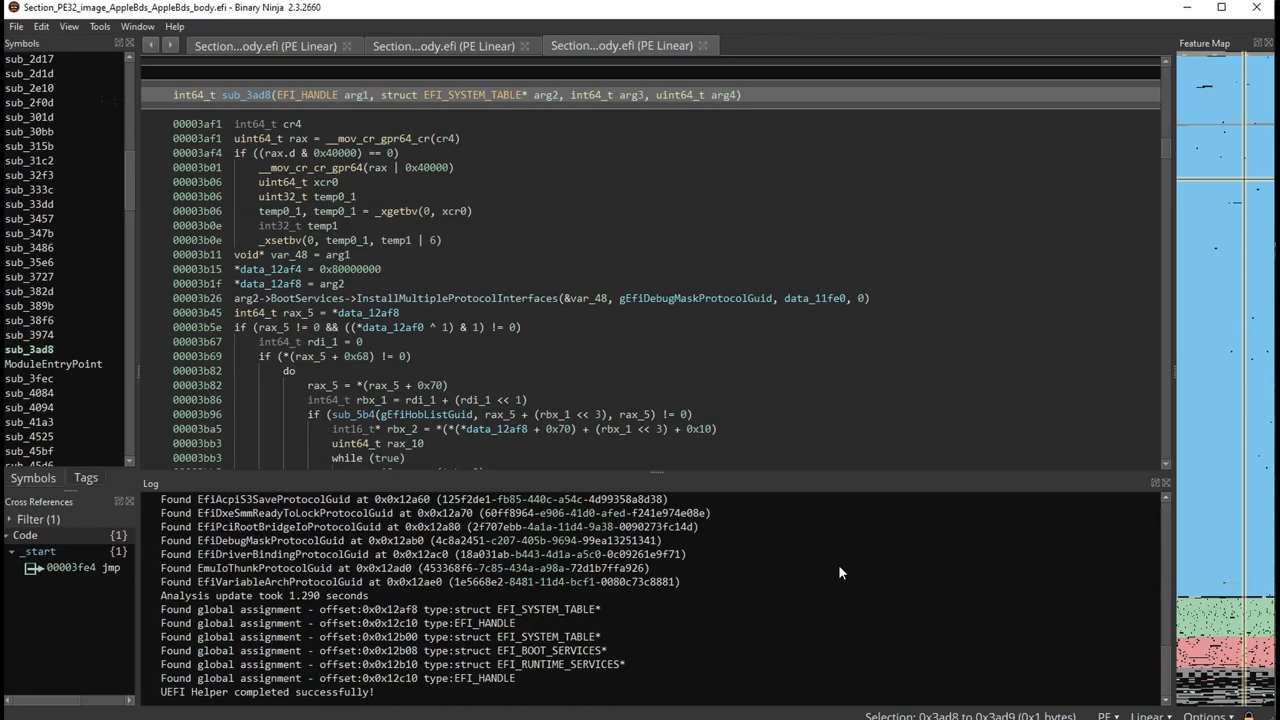 Section_PE32_image_AppleBds_AppleBds_body.efi - Binary Ninja 2.3.2660
File Edit View Tools Window Help
Symbols
Section...ody.efi (PE Linear) Section...ody.efi (PE Linear) Section...ody.efi (PE Linear)
Feature Map
sub_2d17
sub_2d1d
sub_2e10
sub_2f0d
sub_301d
sub_30bb
sub_315b
sub_31c2
sub_32f3
sub_333c
sub_33dd
sub_3457
sub_347b
sub_3486
sub_35e6
sub_3727
sub_382d
sub_389b
sub_38f6
sub_3974
sub_3ad8
ModuleEntryPoint
sub_3fec
sub_4084
sub_4094
sub_41a3
sub_4525
sub_45bf
sub_45d6
Symbols Tags
Cross References
Filter (1)
Code {1}
_start {1}
00003fe4 jmp
int64_t sub_3ad8(EFI_HANDLE arg1, struct EFI_SYSTEM_TABLE* arg2, int64_t arg3, uint64_t arg4)
00003af1 int64_t cr4
00003af1 uint64_t rax = __mov_cr_gpr64_cr(cr4)
00003af4 if ((rax.d & 0x40000) == 0)
00003b01 __mov_cr_cr_gpr64(rax | 0x40000)
00003b06 uint64_t xcr0
00003b06 uint32_t temp0_1
00003b06 temp0_1, temp0_1 = _xgetbv(0, xcr0)
00003b0e int32_t temp1
00003b0e _xsetbv(0, temp0_1, temp1 | 6)
00003b11 void* var_48 = arg1
00003b15 *data_12af4 = 0x80000000
00003b1f *data_12af8 = arg2
00003b26 arg2->BootServices->InstallMultipleProtocolInterfaces(&var_48, gEfiDebugMaskProtocolGuid, data_11fe0, 0)
00003b45 int64_t rax_5 = *data_12af8
00003b5e if (rax_5 != 0 && ((*data_12af0 ^ 1) & 1) != 0)
00003b67 int64_t rdi_1 = 0
00003b69 if (*(rax_5 + 0x68) != 0)
00003b82 do
00003b82 rax_5 = *(rax_5 + 0x70)
00003b86 int64_t rbx_1 = rdi_1 + (rdi_1 << 1)
00003b96 if (sub_5b4(gEfiHobListGuid, rax_5 + (rbx_1 << 3), rax_5) != 0)
00003ba5 int16_t* rbx_2 = *(*(*data_12af8 + 0x70) + (rbx_1 << 3) + 0x10)
00003bb3 uint64_t rax_10
00003bb3 while (true)
Log
Found EfiAcpiS3SaveProtocolGuid at 0x0x12a60 (125f2de1-fb85-440c-a54c-4d99358a8d38)
Found EfiDxeSmmReadyToLockProtocolGuid at 0x0x12a70 (60ff8964-e906-41d0-afed-f241e974e08e)
Found EfiPciRootBridgeIoProtocolGuid at 0x0x12a80 (2f707ebb-4a1a-11d4-9a38-0090273fc14d)
Found EfiDebugMaskProtocolGuid at 0x0x12ab0 (4c8a2451-c207-405b-9694-99ea13251341)
Found EfiDriverBindingProtocolGuid at 0x0x12ac0 (18a031ab-b443-4d1a-a5c0-0c09261e9f71)
Found EmuIoThunkProtocolGuid at 0x0x12ad0 (453368f6-7c85-434a-a98a-72d1b7ffa926)
Found EfiVariableArchProtocolGuid at 0x0x12ae0 (1e5668e2-8481-11d4-bcf1-0080c73c8881)
Analysis update took 1.290 seconds
Found global assignment - offset:0x0x12af8 type:struct EFI_SYSTEM_TABLE*
Found global assignment - offset:0x0x12c10 type:EFI_HANDLE
Found global assignment - offset:0x0x12b00 type:struct EFI_SYSTEM_TABLE*
Found global assignment - offset:0x0x12b08 type:struct EFI_BOOT_SERVICES*
Found global assignment - offset:0x0x12b10 type:struct EFI_RUNTIME_SERVICES*
Found global assignment - offset:0x0x12c10 type:EFI_HANDLE
UEFI Helper completed successfully!
Selection: 0x3ad8 to 0x3ad9 (0x1 bytes) PE Linear Options